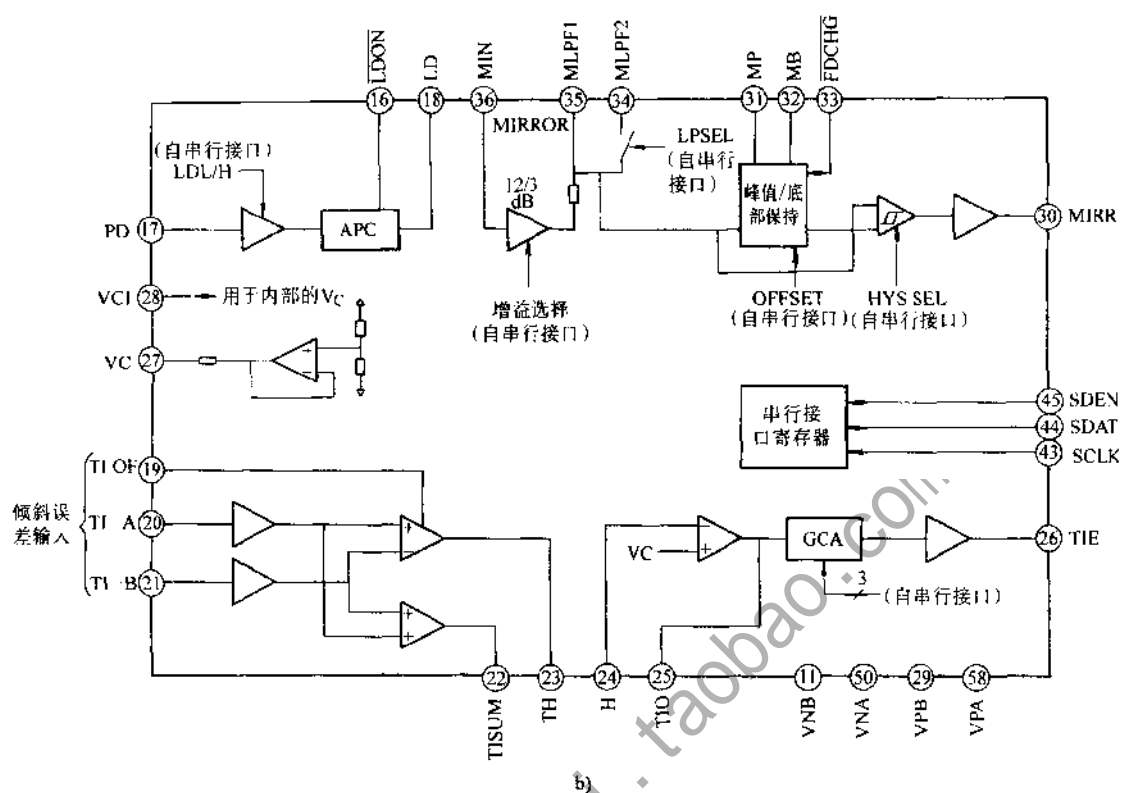 LDON
LD
MIN
MLPF1
MLPF2
MP
MB
FDCHG
16
18
36
35
34
31
32
33
MIRROR
(自串行接口)
LDL/H
LPSEL
(自串行
接口)
12/3
dB
峰值/底
部保持
PD
17
APC
30
MIRR
VCI
28
用于内部的VC
增益选择
(自串行接口)
OFFSET
(自串行接口)
HYS SEL
(自串行接口)
VC
27
+
−
串行接
口寄存器
45
SDEN
44
SDAT
43
SCLK
倾斜误
差输入
TI OF
19
TI A
20
TI B
21
+
−
+
+
−
+
VC
GCA
3
(自串行接口)
26
TIE
22
23
24
25
11
50
29
58
TISUM
TH
H
TIO
VNB
VNA
VPB
VPA
b)
.taobao.com